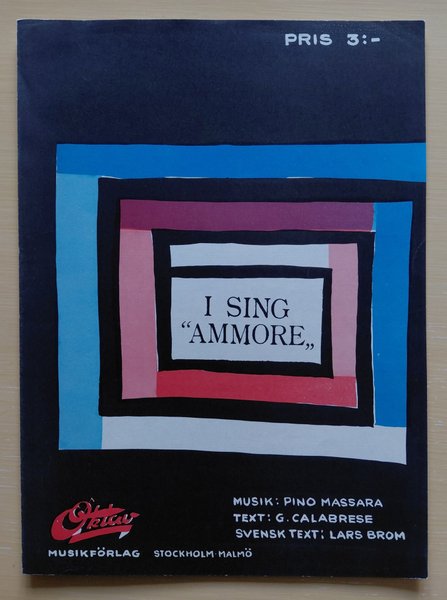 PRIS 3:-
I SING
"AMMORE„
Oktav
MUSIKFÖRLAG STOCKHOLM-MALMÖ
MUSIK: PINO MASSARA
TEXT: G. CALABRESE
SVENSK TEXT: LARS BROM